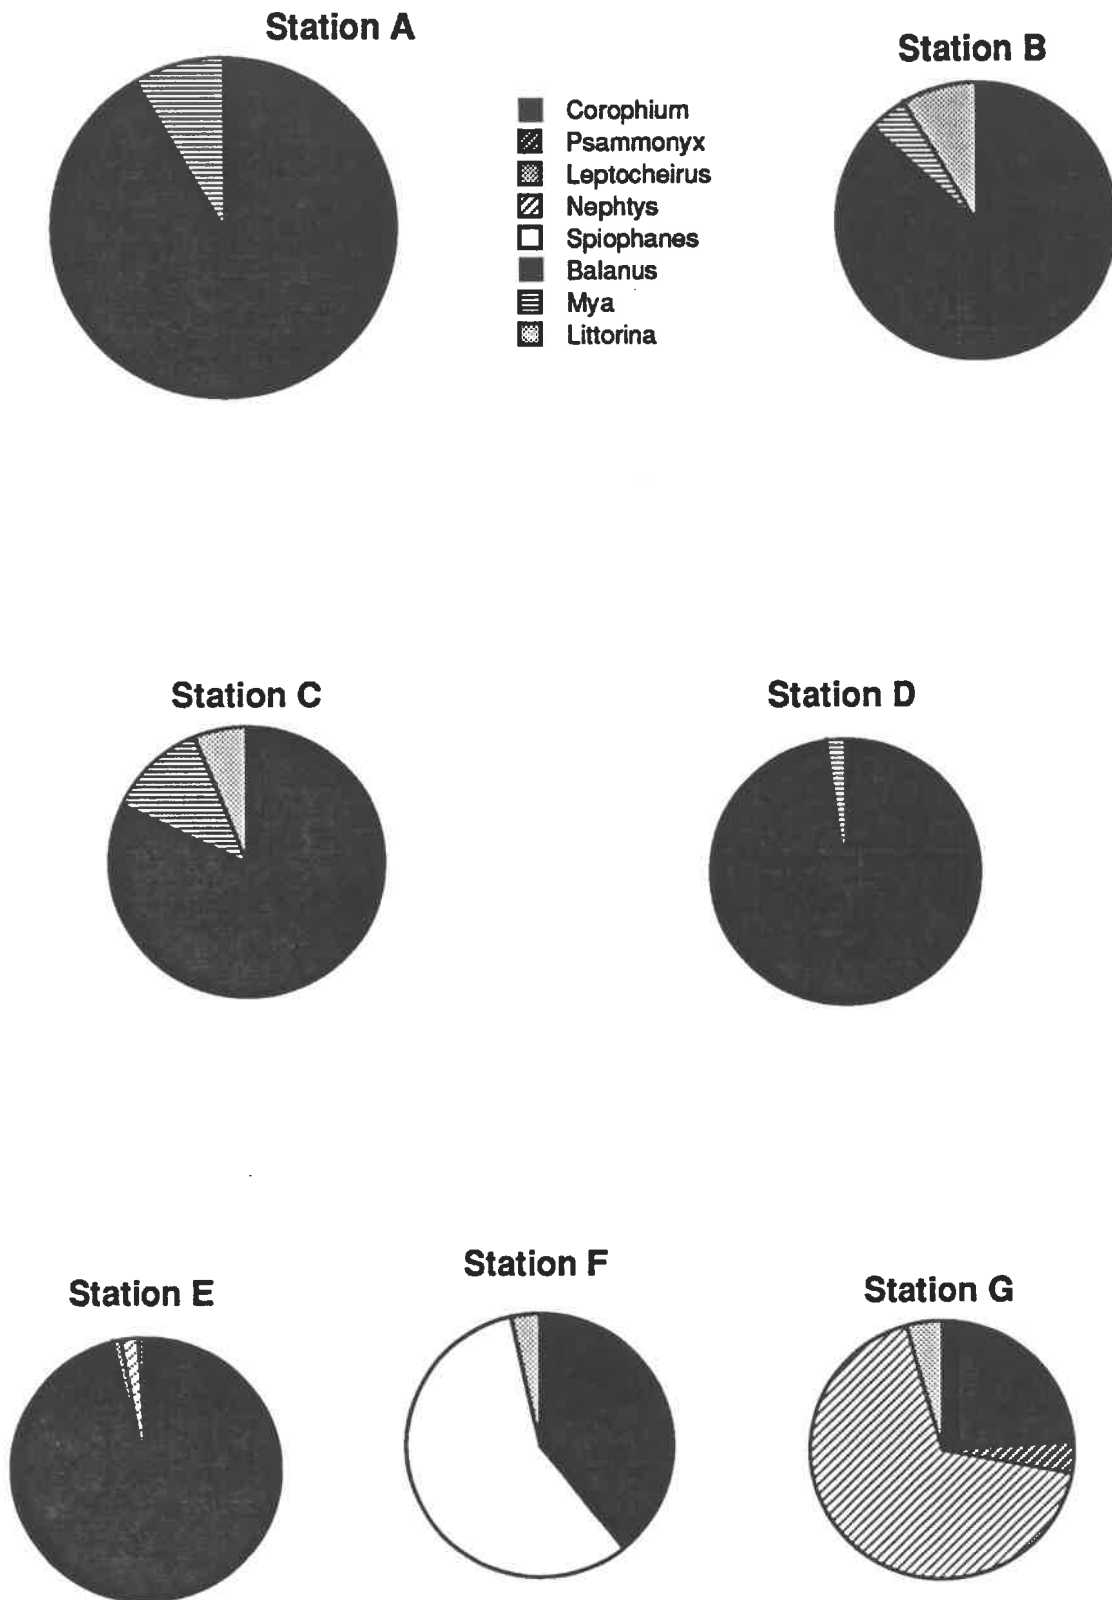 Station A
Station B
Corophium
Psammonyx
Leptocheirus
Nephtys
Spiophanes
Balanus
Mya
Littorina
Station C
Station D
Station E
Station F
Station G